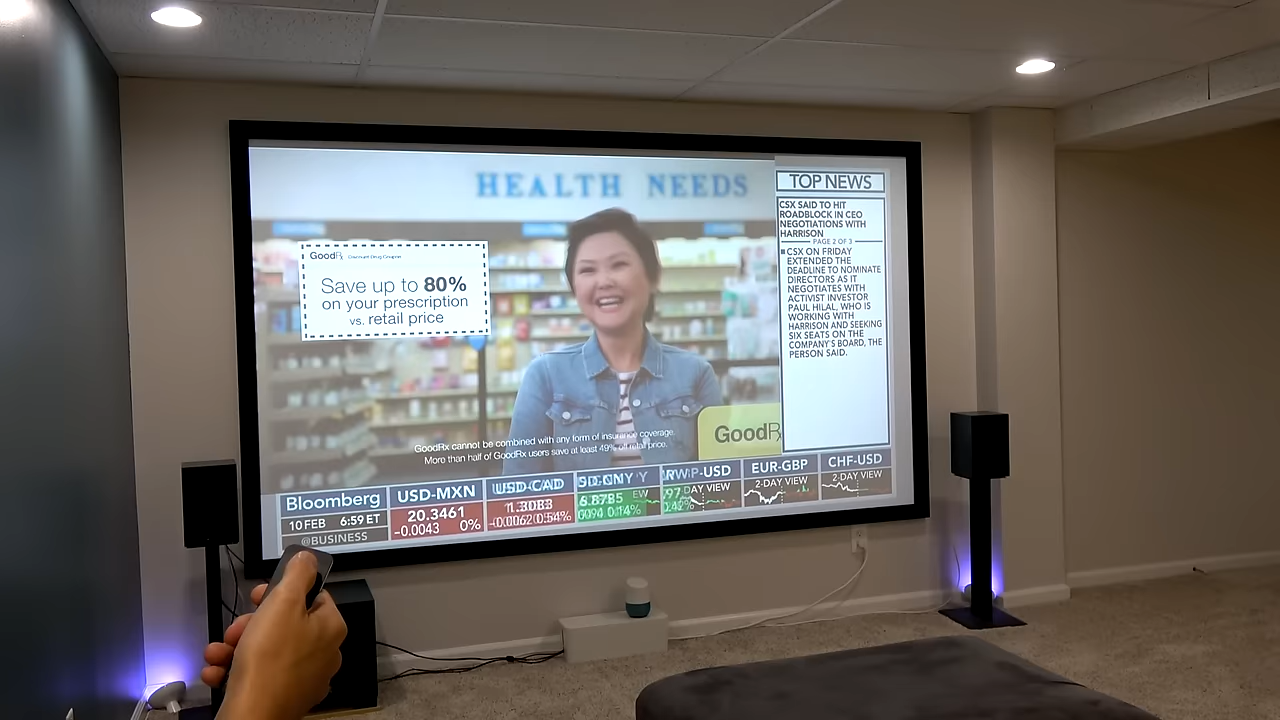 HEALTH NEEDS
GoodRx Discount Drug Coupon
Save up to 80%
on your prescription
vs. retail price
GoodRx cannot be combined with any form of insurance coverage.
More than half of GoodRx users save at least 49% off retail price.
GoodRx
TOP NEWS
CSX SAID TO HIT
ROADBLOCK IN CEO
NEGOTIATIONS WITH
HARRISON
PAGE 2 OF 3
CSX ON FRIDAY
EXTENDED THE
DEADLINE TO NOMINATE
DIRECTORS AS IT
NEGOTIATES WITH
ACTIVIST INVESTOR
PAUL HILAL, WHO IS
WORKING WITH
HARRISON AND SEEKING
SIX SEATS ON THE
COMPANY'S BOARD, THE
PERSON SAID.
Bloomberg
10 FEB 6:59 ET
@BUSINESS
USD-MXN
20.3461
-0.0043 0%
USD-CAD
EUR-GBP
2-DAY VIEW
CHF-USD
2-DAY VIEW